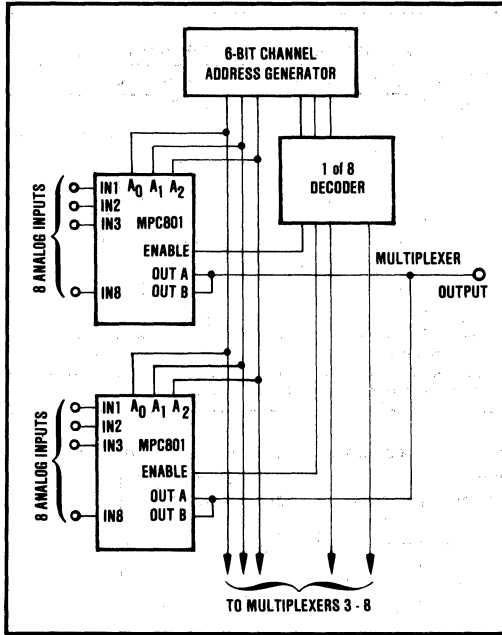 6-BIT CHANNEL
ADDRESS GENERATOR
1 of 8
DECODER
8 ANALOG INPUTS
IN1 A0 A1 A2
IN2
IN3 MPC801
ENABLE
OUT A
OUT B
IN8
MULTIPLEXER
OUTPUT
8 ANALOG INPUTS
IN1 A0 A1 A2
IN2
IN3 MPC801
ENABLE
OUT A
OUT B
IN8
TO MULTIPLEXERS 3 - 8